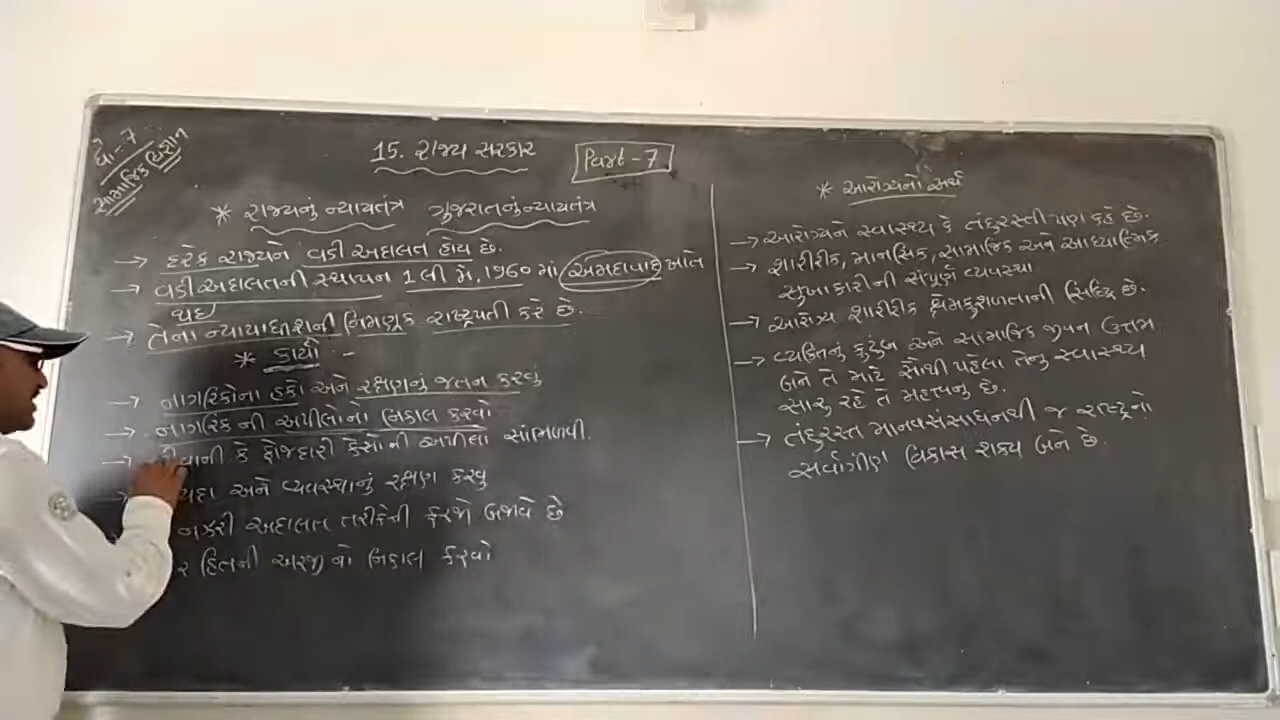 ધો-7
સામાજિક વિજ્ઞાન
15. રાજ્ય સરકાર
Part-7
* રાજ્યનું ન્યાયતંત્ર ગુજરાતનું ન્યાયતંત્ર
→ દરેક રાજ્યને વડી અદાલત હોય છે.
→ વડી અદાલતની સ્થાપન 1લી મે, 1960 માં અમદાવાદ ખાતે
થઇ
→ તેના ન્યાયાધીશની નિમણૂક રાષ્ટ્રપતી કરે છે.
* કાર્યો :-
→ નાગરિકોના હકો અને રક્ષણનું જતન કરવું
→ નાગરિક ની અપીલોનો નિકાલ કરવો
→ દીવાની કે ફોજદારી કેસોની અપીલો સાંભળવી.
→ યદા અને વ્યવસ્થાનું રક્ષણ કરવુ
નઝરી અદાલત તરીકેની ફરજો બજાવે છે
ર હિતની અરજીનો નિકાલ કરવો
* આરોગ્યનો અર્થ
→ આરોગ્યને સ્વાસ્થ્ય કે તંદુરસ્તી પણ કહે છે.
→ શારીરીક, માનસિક, સામાજિક અને આધ્યાત્મિક
સુખાકારીની સંપૂર્ણ વ્યવસ્થા
→ આરોગ્ય શારીરીક ક્ષેમકુશળતાની સિદ્ધિ છે.
→ વ્યક્તિનું કુટુંબ અને સામાજિક જીવન ઉત્તમ
બને તે માટે સૌથી પહેલા તેનુ સ્વાસ્થ્ય
સારુ રહે તે મહત્વનુ છે.
→ તંદુરસ્ત માનવસંસાધનથી જ રાષ્ટ્રનો
સર્વાગીણ વિકાસ શક્ય બને છે.